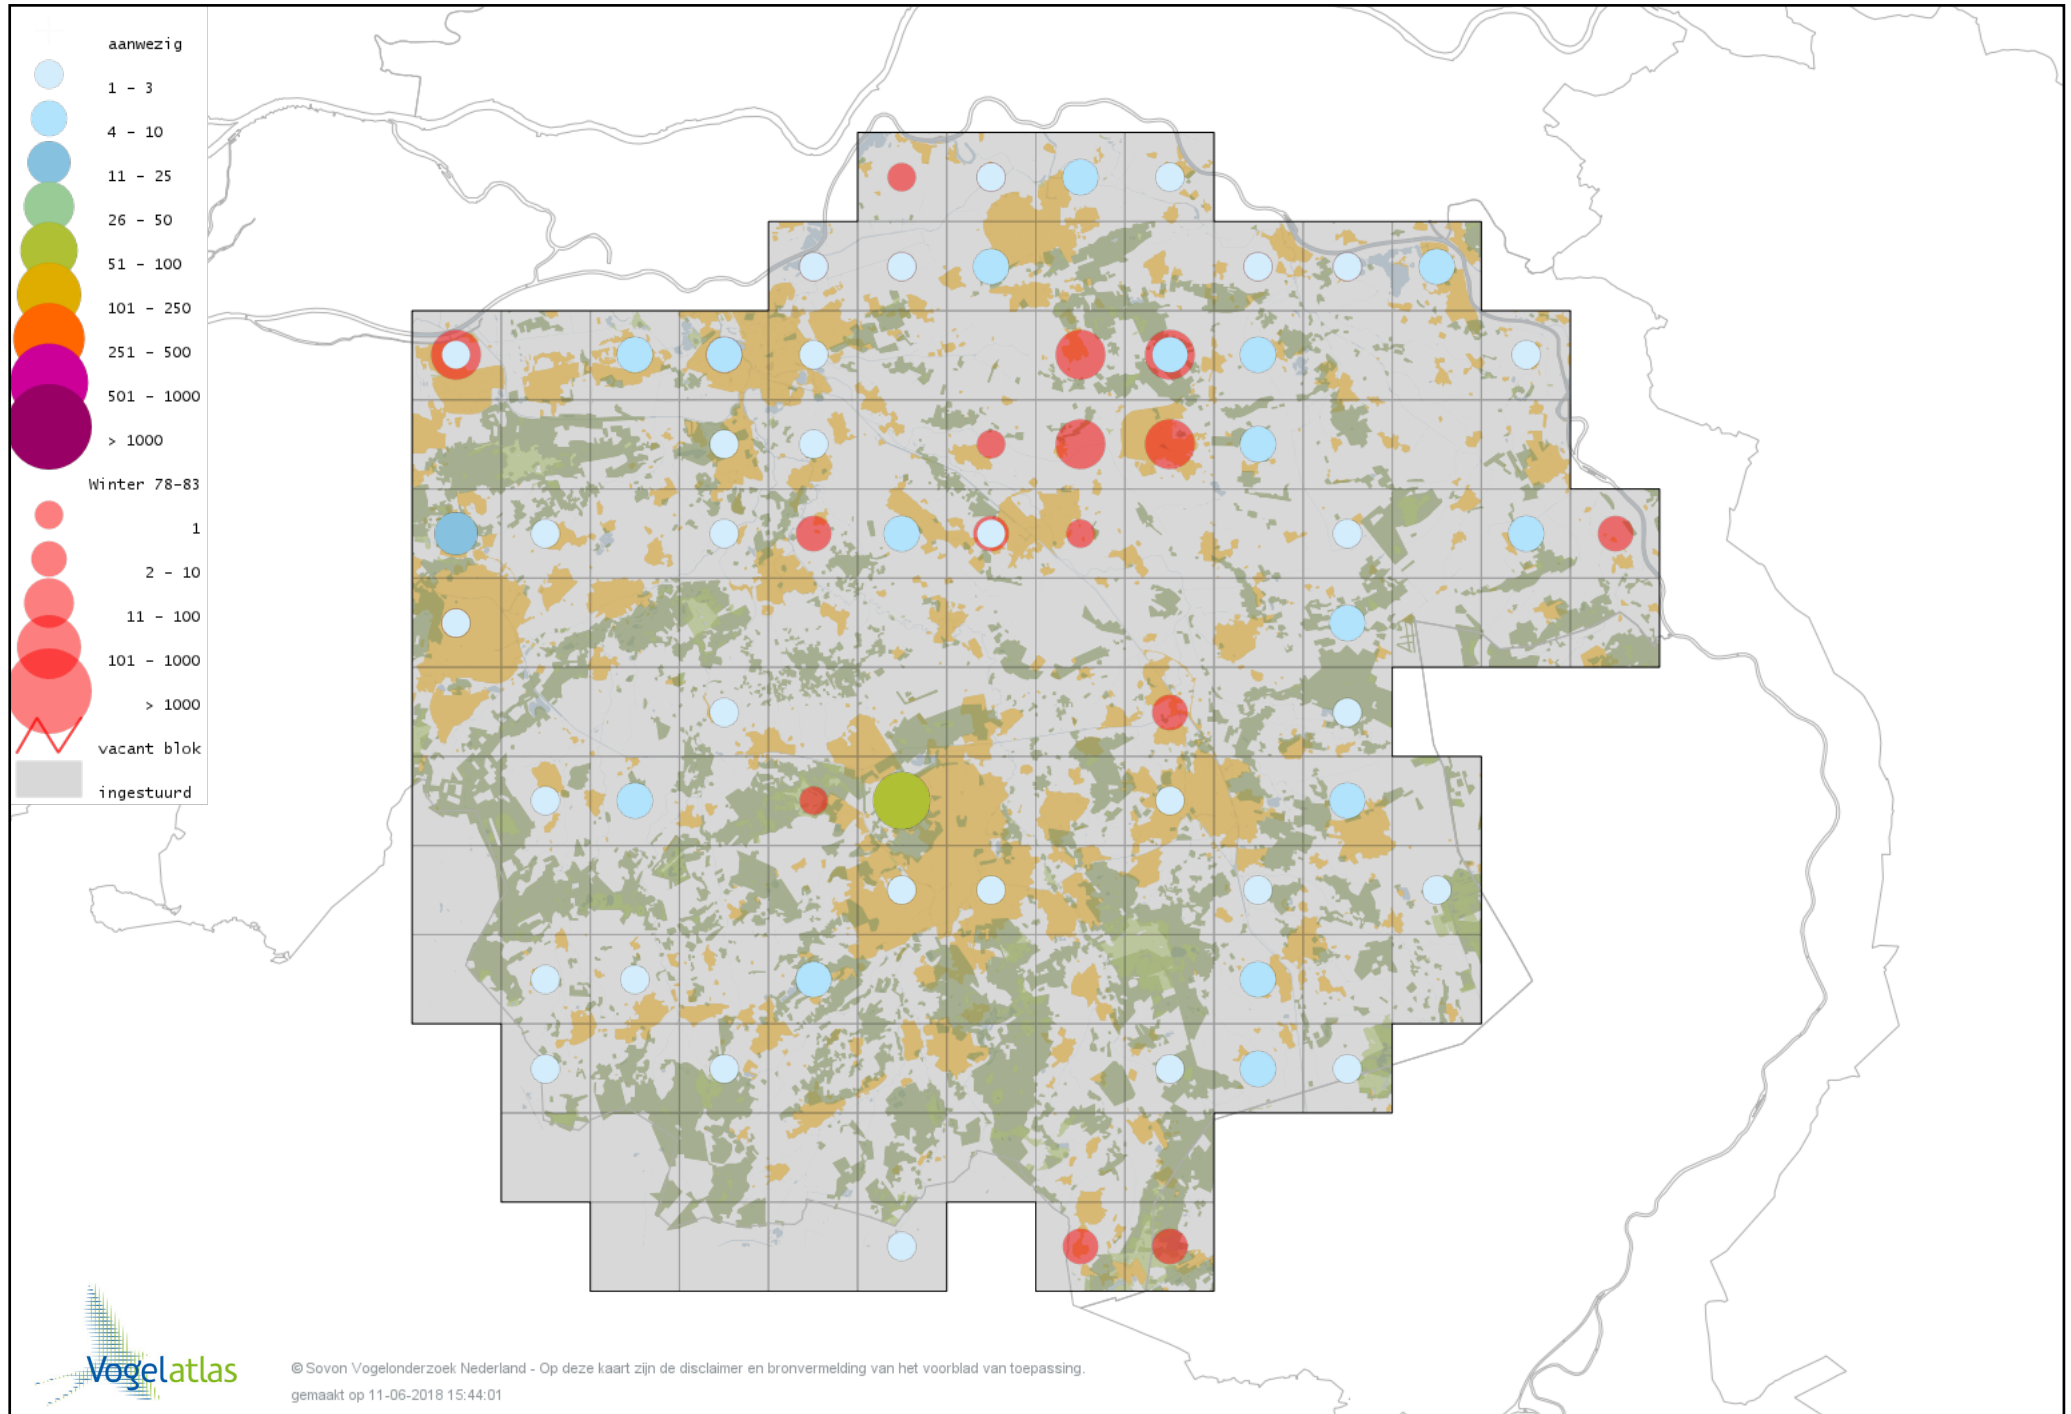 aanwezig
1 - 3
4 - 10
11 - 25
26 - 50
51 - 100
101 - 250
251 - 500
501 - 1000
> 1000
Winter 78-83
1
2 - 10
11 - 100
101 - 1000
> 1000
vacant blok
ingestuurd
Vogelatlas
© Sovon Vogelonderzoek Nederland - Op deze kaart zijn de disclaimer en bronvermelding van het voorblad van toepassing.
gemaakt op 11-06-2018 15:44:01